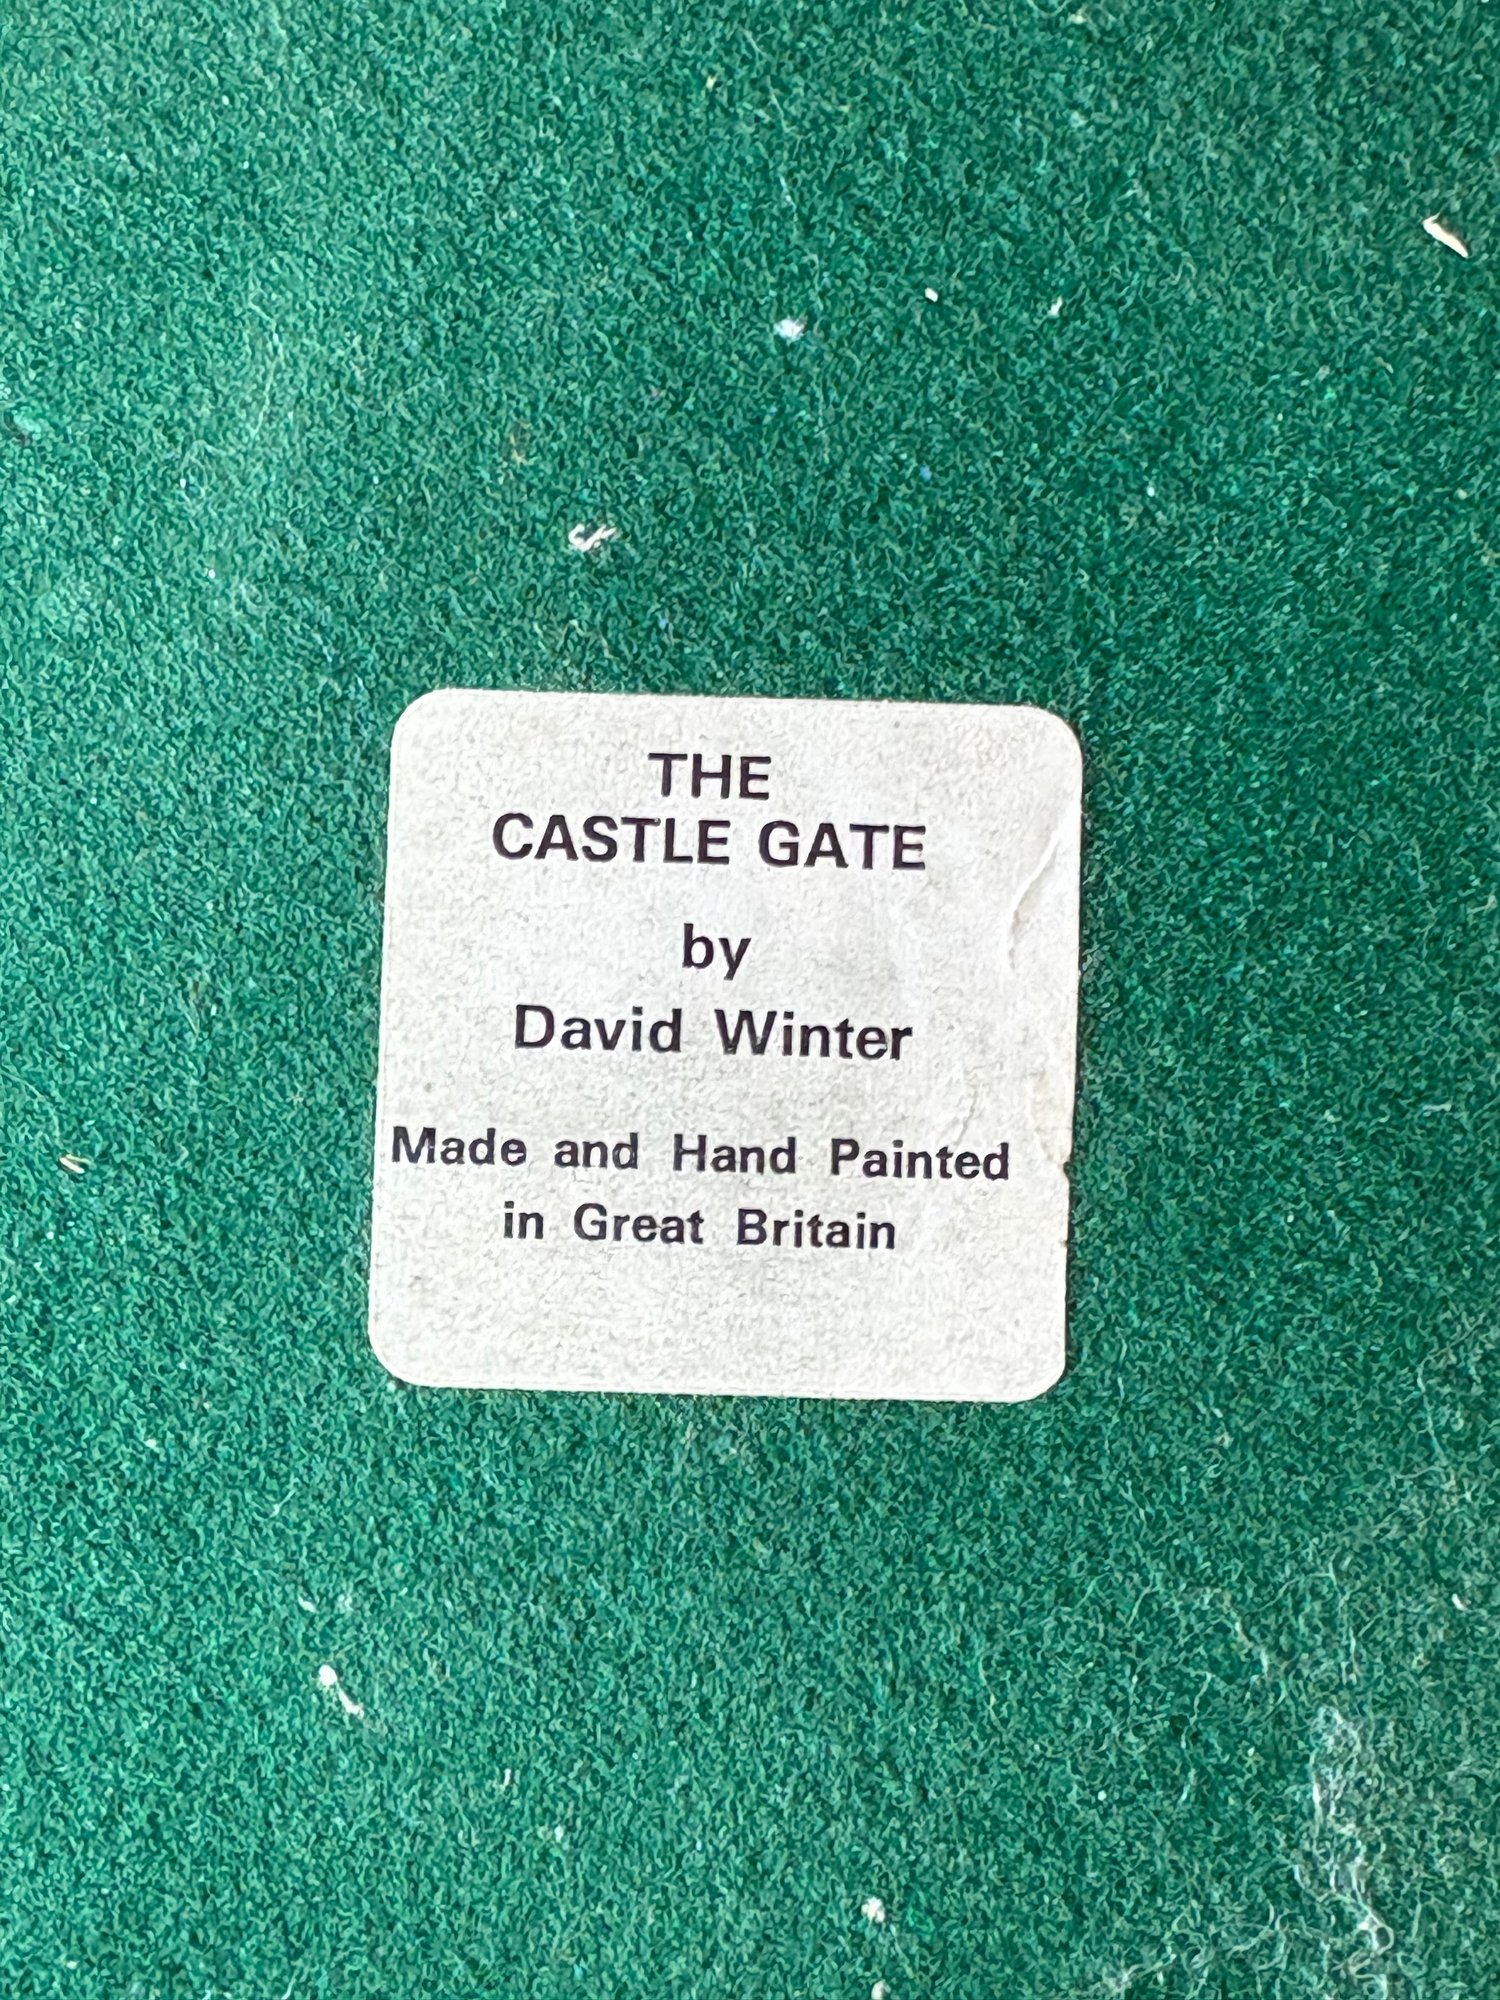 THE
CASTLE GATE
by
David Winter
Made and Hand Painted
in Great Britain